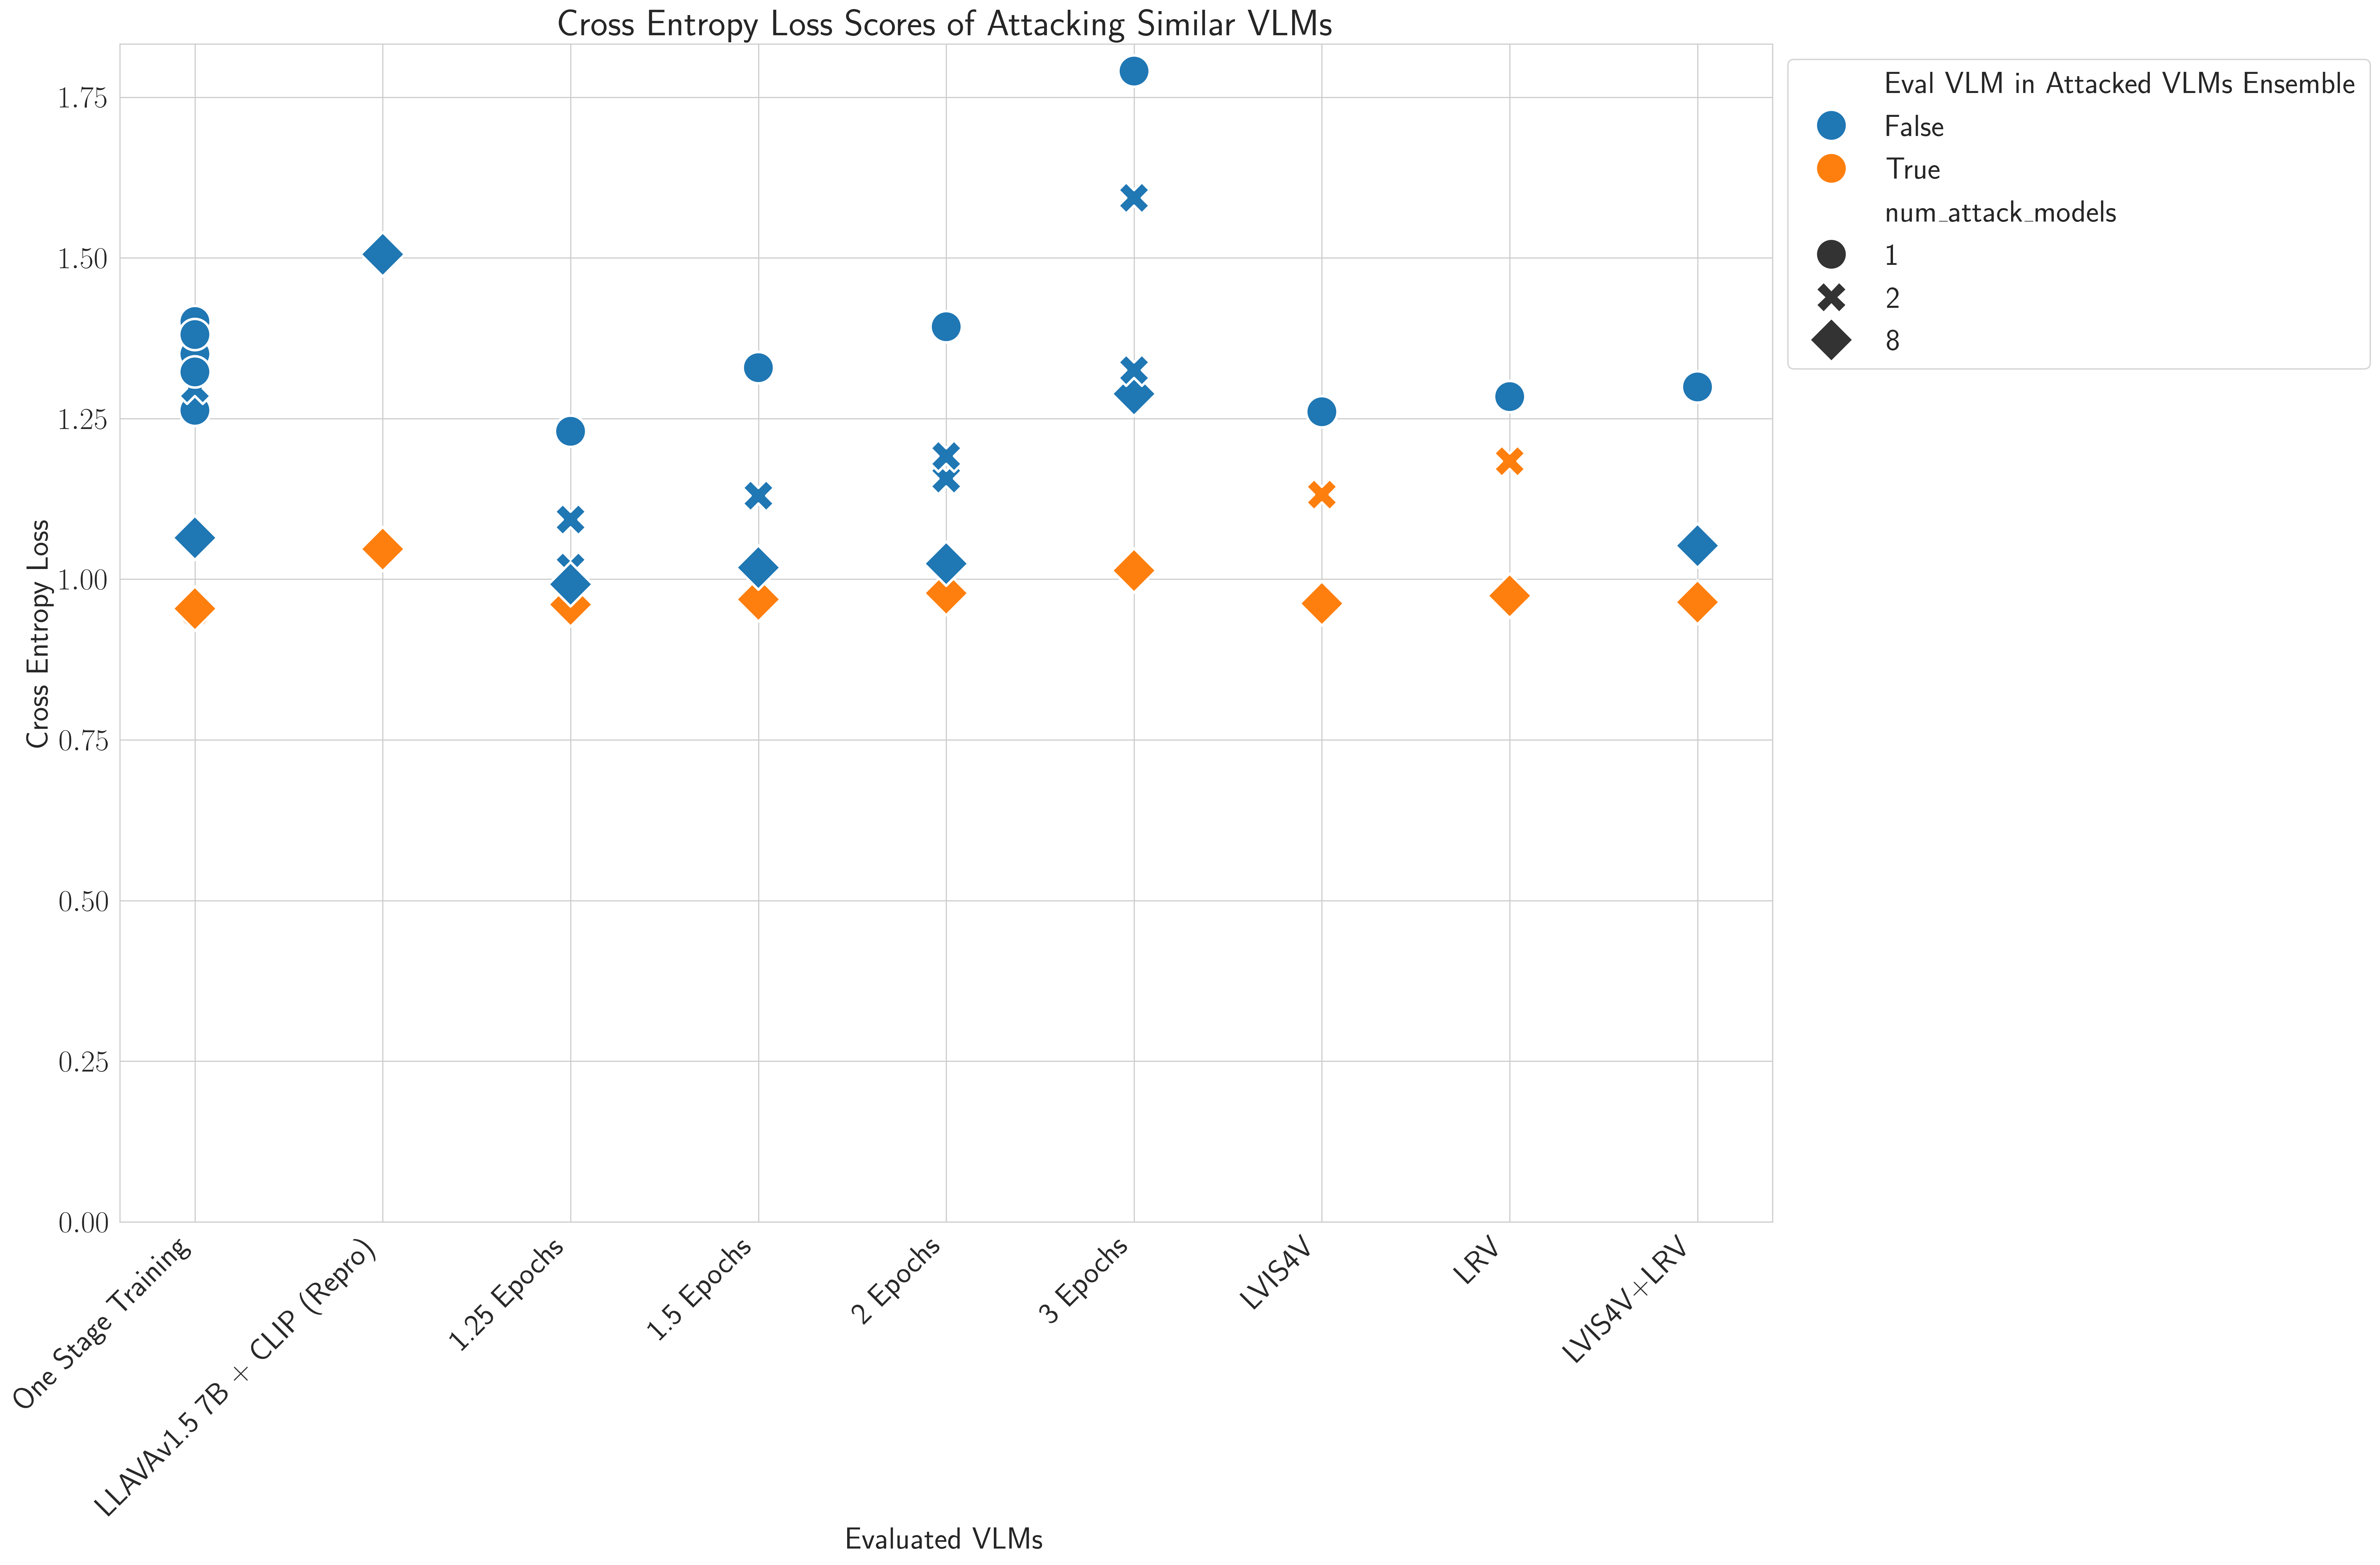 Cross Entropy Loss Scores of Attacking Similar VLMs
Cross Entropy Loss
1.75
1.50
1.25
1.00
0.75
0.50
0.25
0.00
One Stage Training
LLAVAv1.5 7B + CLIP (Repro)
1.25 Epochs
1.5 Epochs
2 Epochs
3 Epochs
LVIS4V
LRV
LVIS4V+LRV
Evaluated VLMs
Eval VLM in Attacked VLMs Ensemble
False
True
num_attack_models
1
2
8